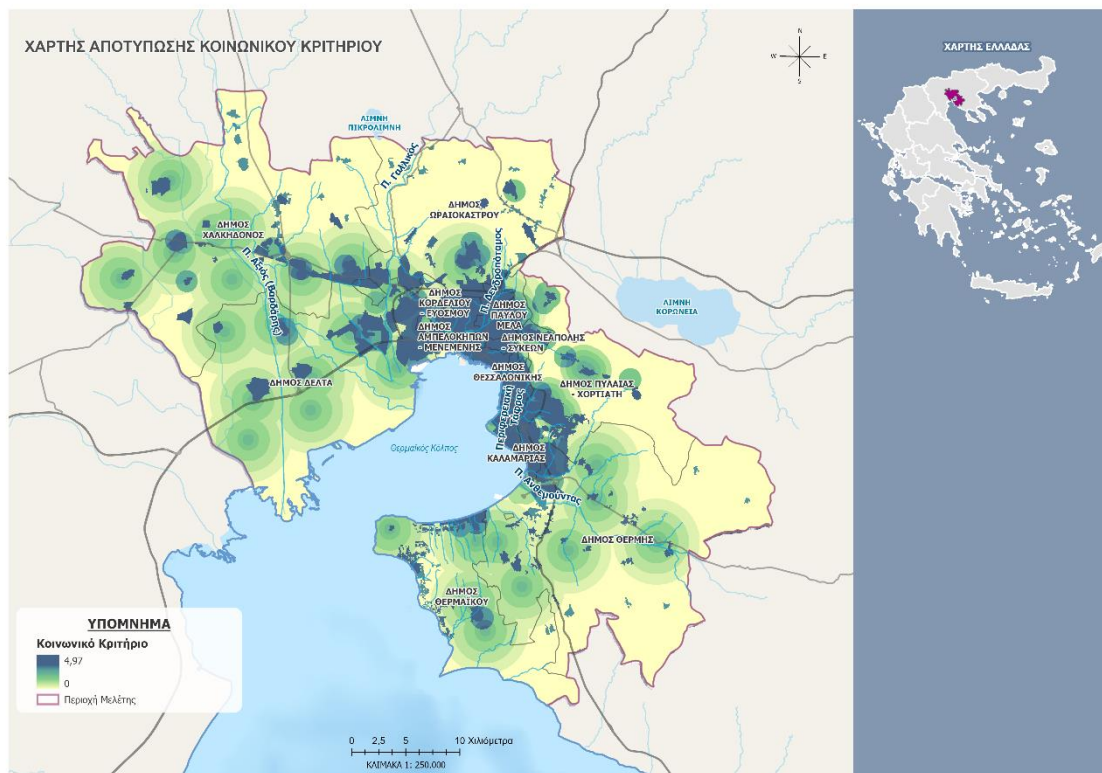 ΧΑΡΤΗΣ ΑΠΟΤΥΠΩΣΗΣ ΚΟΙΝΩΝΙΚΟΥ ΚΡΙΤΗΡΙΟΥ
N
W
E
S
ΧΑΡΤΗΣ ΕΛΛΑΔΑΣ
ΛΙΜΝΗ
ΠΙΚΡΟΛΙΜΝΗ
Π. Γαλλικός
ΔΗΜΟΣ
ΩΡΑΙΟΚΑΣΤΡΟΥ
ΔΗΜΟΣ
ΧΑΛΚΗΔΟΝΟΣ
Π. Αξιός (Βαρδάρης)
Π. Δενδροπόταμος
ΔΗΜΟΣ
ΚΟΡΔΕΛΙΟΥ
- ΕΥΟΣΜΟΥ
ΔΗΜΟΣ
ΠΑΥΛΟΥ
ΜΕΛΑ
ΛΙΜΝΗ
ΚΟΡΩΝΕΙΑ
ΔΗΜΟΣ
ΑΜΠΕΛΟΚΗΠΩΝ
- ΜΕΝΕΜΕΝΗΣ
ΔΗΜΟΣ ΝΕΑΠΟΛΗΣ
- ΣΥΚΕΩΝ
ΔΗΜΟΣ
ΘΕΣΣΑΛΟΝΙΚΗΣ
ΔΗΜΟΣ ΔΕΛΤΑ
ΔΗΜΟΣ ΠΥΛΑΙΑΣ
- ΧΟΡΤΙΑΤΗ
Περιφερειακή
Τάφρος
Θερμαϊκός Κόλπος
ΔΗΜΟΣ
ΚΑΛΑΜΑΡΙΑΣ
Π. Ανθεμούντας
ΔΗΜΟΣ ΘΕΡΜΗΣ
ΔΗΜΟΣ
ΘΕΡΜΑΙΚΟΥ
ΥΠΟΜΝΗΜΑ
Κοινωνικό Κριτήριο
4,97
0
Περιοχή Μελέτης
0 2,5 5 10 Χιλιόμετρα
ΚΛΙΜΑΚΑ 1: 250.000